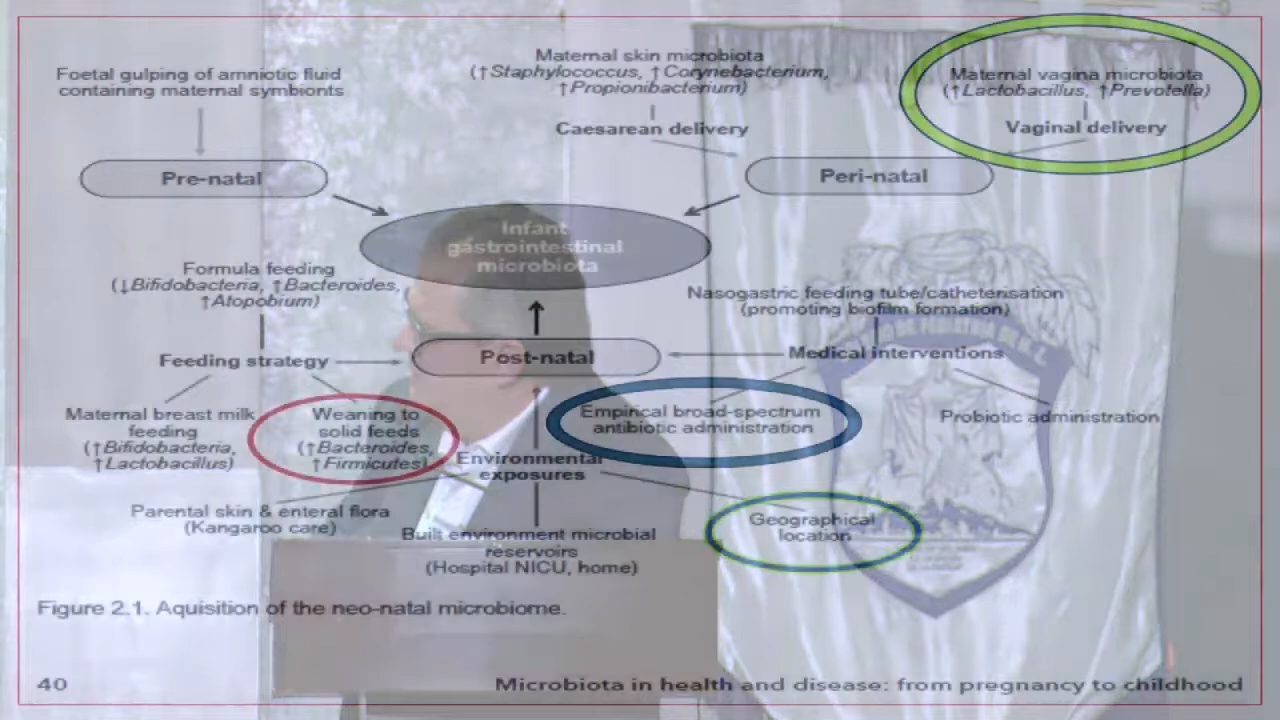 Foetal gulping of amniotic fluid
containing maternal symbionts
Maternal skin microbiota
(↑Staphylococcus, ↑Corynebacterium,
↑Propionibacterium)
Caesarean delivery
Maternal vagina microbiota
(↑Lactobacillus, ↑Prevotella)
Vaginal delivery
Pre-natal
Peri-natal
Infant
gastrointestinal
microbiota
Formula feeding
(↓Bifidobacteria, ↑Bacteroides,
↑Atopobium)
Nasogastric feeding tube/catheterisation
(promoting biofilm formation)
Feeding strategy
Post-natal
Medical interventions
Maternal breast milk
feeding
(↑Bifidobacteria,
↑Lactobacillus)
Weaning to
solid feeds
(↑Bacteroides,
↑Firmicutes)
Empirical broad-spectrum
antibiotic administration
Probiotic administration
Environmental
exposures
Parental skin & enteral flora
(Kangaroo care)
Built environment microbial
reservoirs
(Hospital NICU, home)
Geographical
location
Figure 2.1. Aquisition of the neo-natal microbiome.
40
Microbiota in health and disease: from pregnancy to childhood